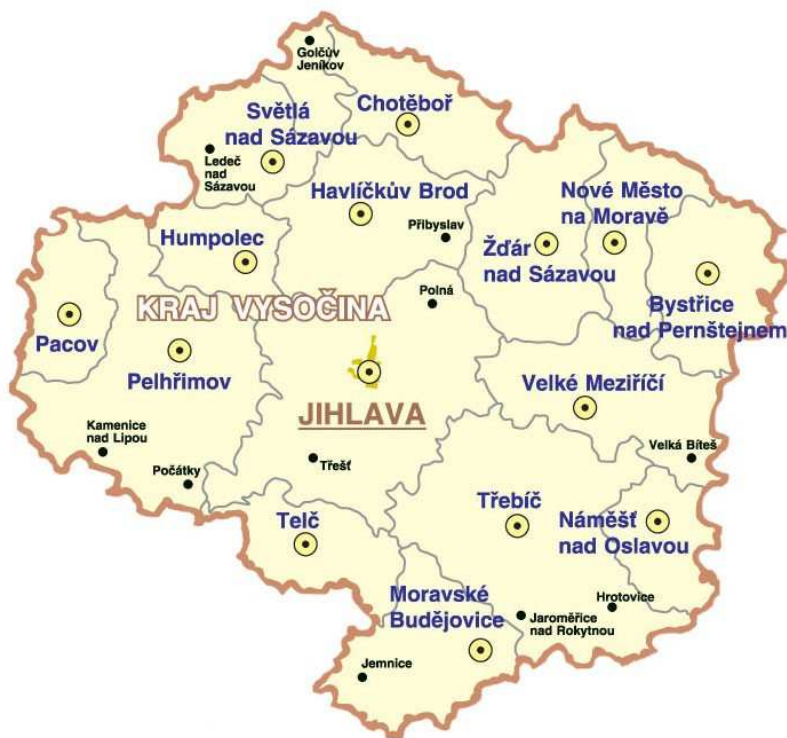 Golčův
Jeníkov
Chotěboř
Světlá
nad Sázavou
Ledeč
nad
Sázavou
Havlíčkův Brod
Nové Město
na Moravě
Přibyslav
Humpolec
Žďár
nad Sázavou
Polná
KRAJ VYSOČINA
Bystřice
nad Pernštejnem
Pacov
Pelhřimov
Velké Meziříčí
JIHLAVA
Kamenice
nad Lipou
Velká Bíteš
Třešť
Počátky
Telč
Třebíč
Náměšť
nad Oslavou
Moravské
Budějovice
Hrotovice
Jaroměřice
nad Rokytnou
Jemnice